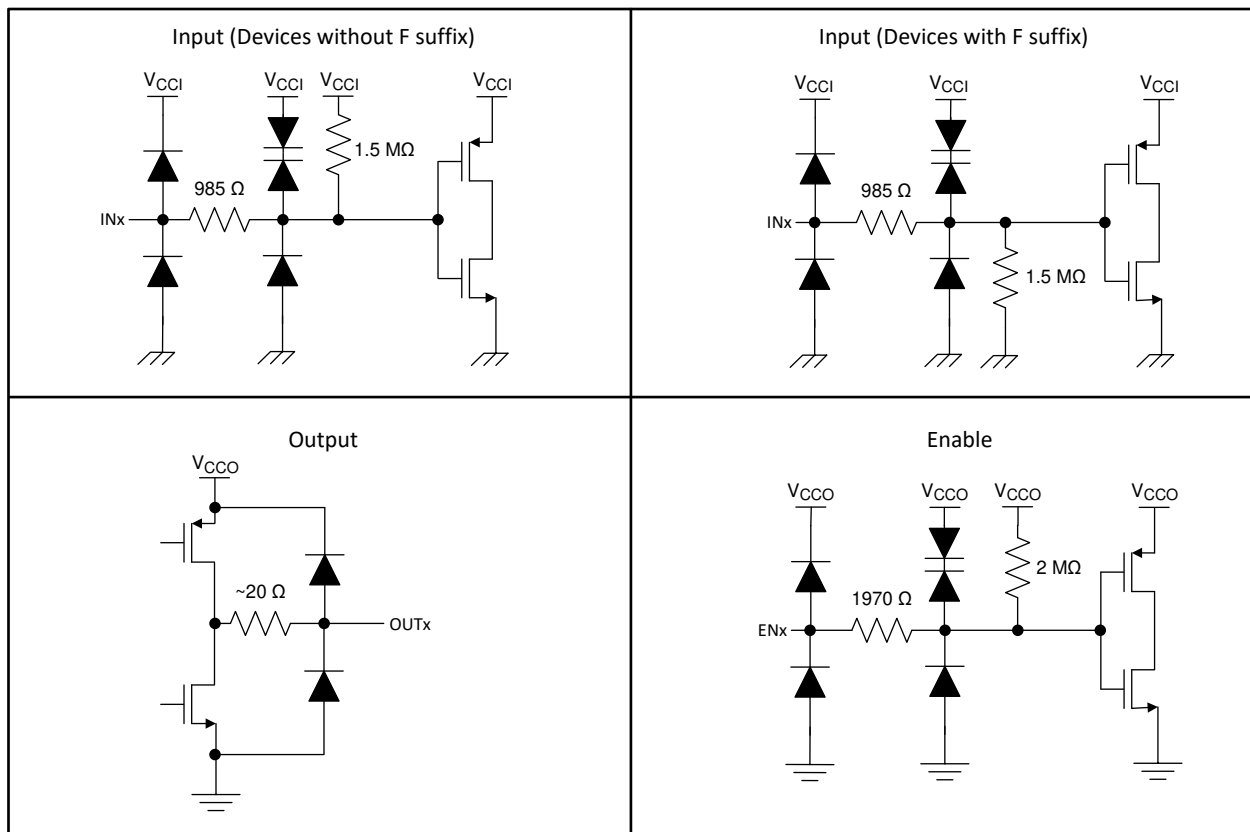 Input (Devices without F suffix)
VCCI
VCCI
VCCI
VCCI
1.5 MΩ
985 Ω
INx
Input (Devices with F suffix)
VCCI
VCCI
VCCI
985 Ω
INx
1.5 MΩ
Output
VCCO
~20 Ω
OUTx
Enable
VCCO
VCCO
VCCO
VCCO
2 MΩ
1970 Ω
ENx